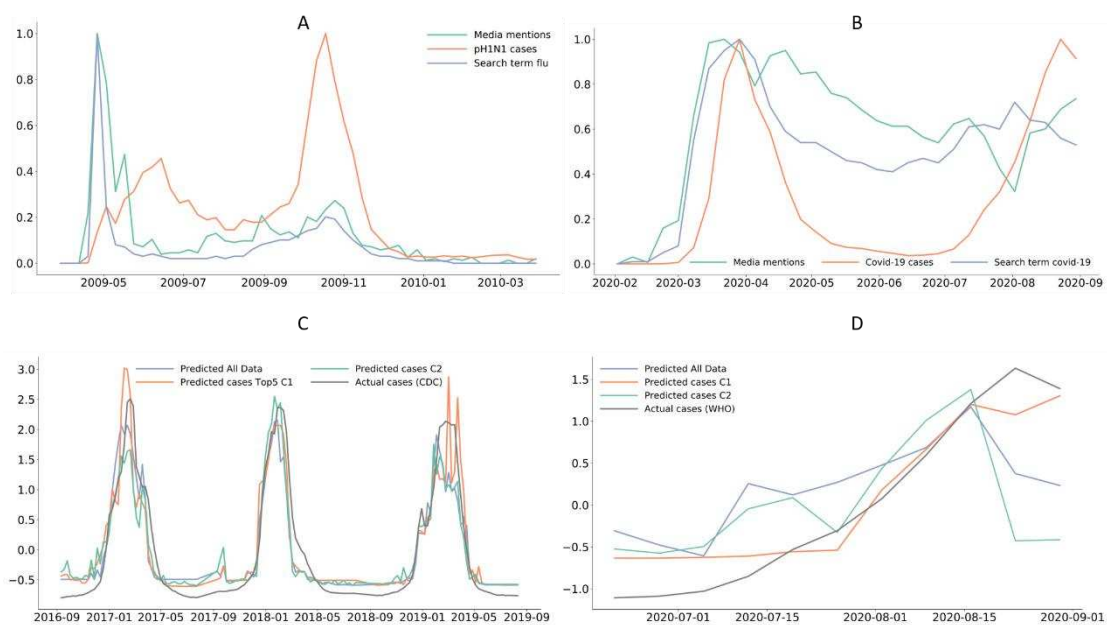 A
Media mentions
pH1N1 cases
Search term flu
1.0
0.8
0.6
0.4
0.2
0.0
2009-05 2009-07 2009-09 2009-11 2010-01 2010-03
B
1.0
0.8
0.6
0.4
0.2
0.0
Media mentions Covid-19 cases Search term covid-19
2020-02 2020-03 2020-04 2020-05 2020-06 2020-07 2020-08 2020-09
C
Predicted All Data Predicted cases C2
Predicted cases Top5 C1 Actual cases (CDC)
3.0
2.5
2.0
1.5
1.0
0.5
0.0
−0.5
2016-09 2017-01 2017-05 2017-09 2018-01 2018-05 2018-09 2019-01 2019-05 2019-09
D
Predicted All Data
Predicted cases C1
Predicted cases C2
Actual cases (WHO)
1.5
1.0
0.5
0.0
−0.5
−1.0
2020-07-01 2020-07-15 2020-08-01 2020-08-15 2020-09-01